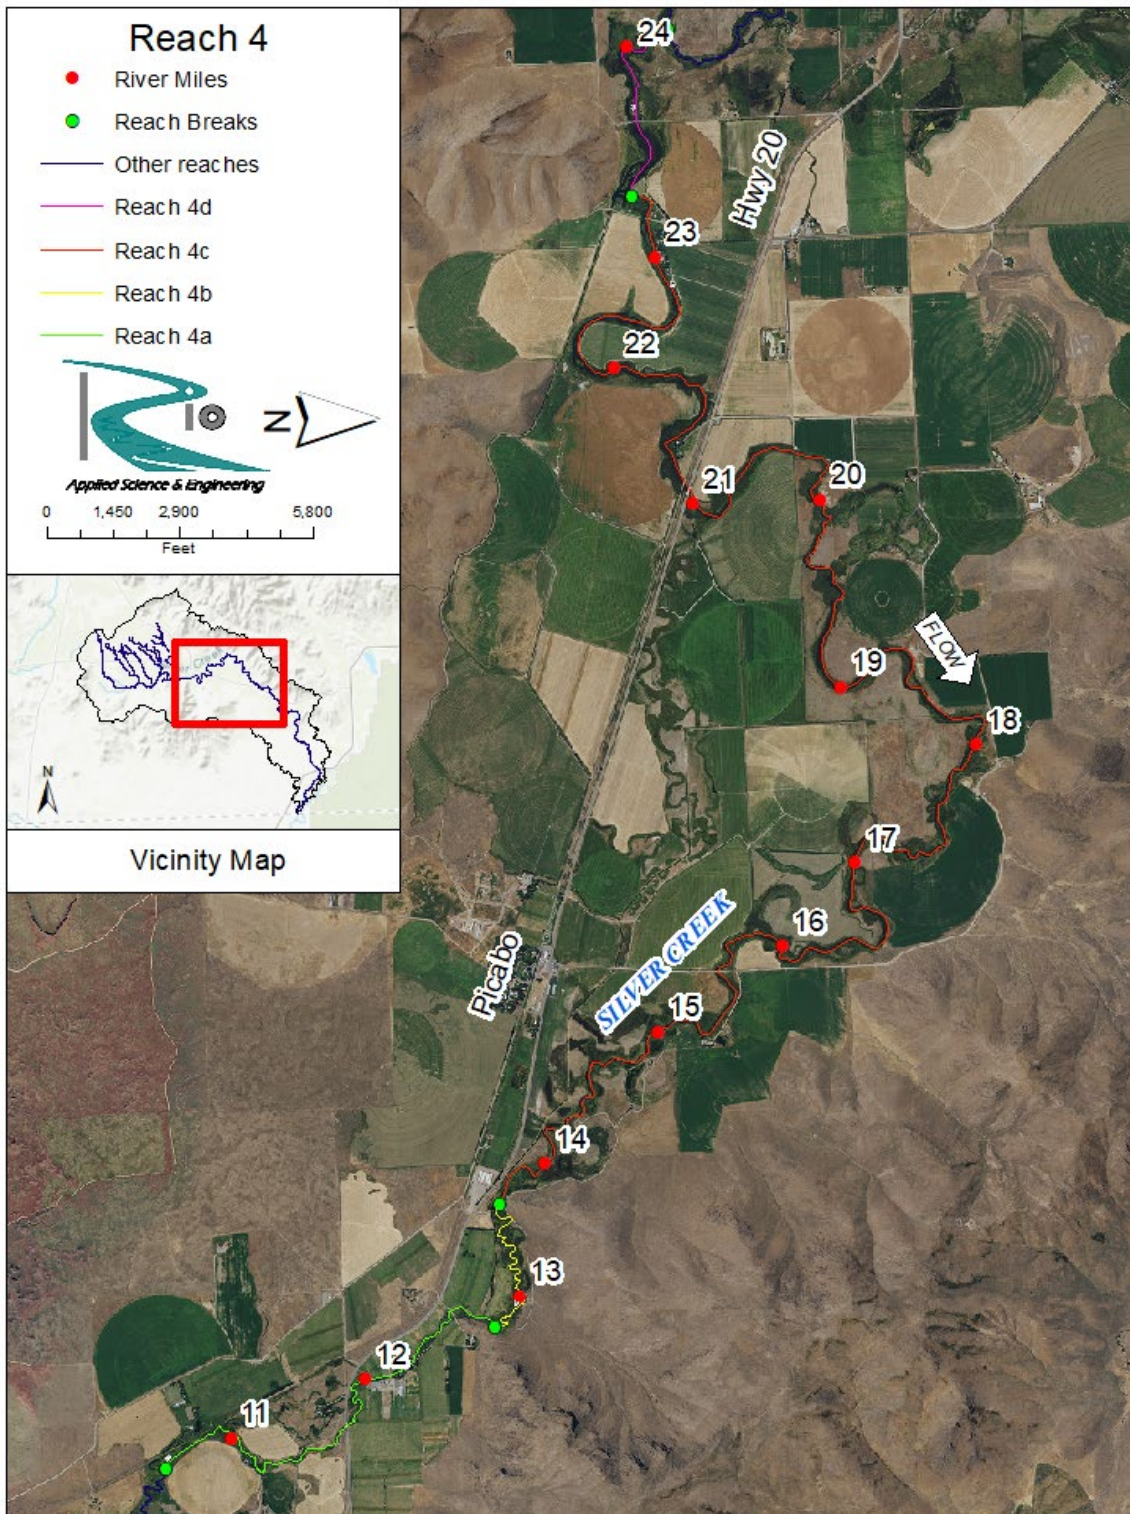 Reach 4
River Miles
Reach Breaks
Other reaches
Reach 4d
Reach 4c
Reach 4b
Reach 4a
N
Applied Science & Engineering
0 1,450 2,900 5,800
Feet
N
Vicinity Map
24
Hwy 20
23
22
21
20
19
FLOW
18
17
16
SILVER CREEK
Picabo
15
14
13
12
11